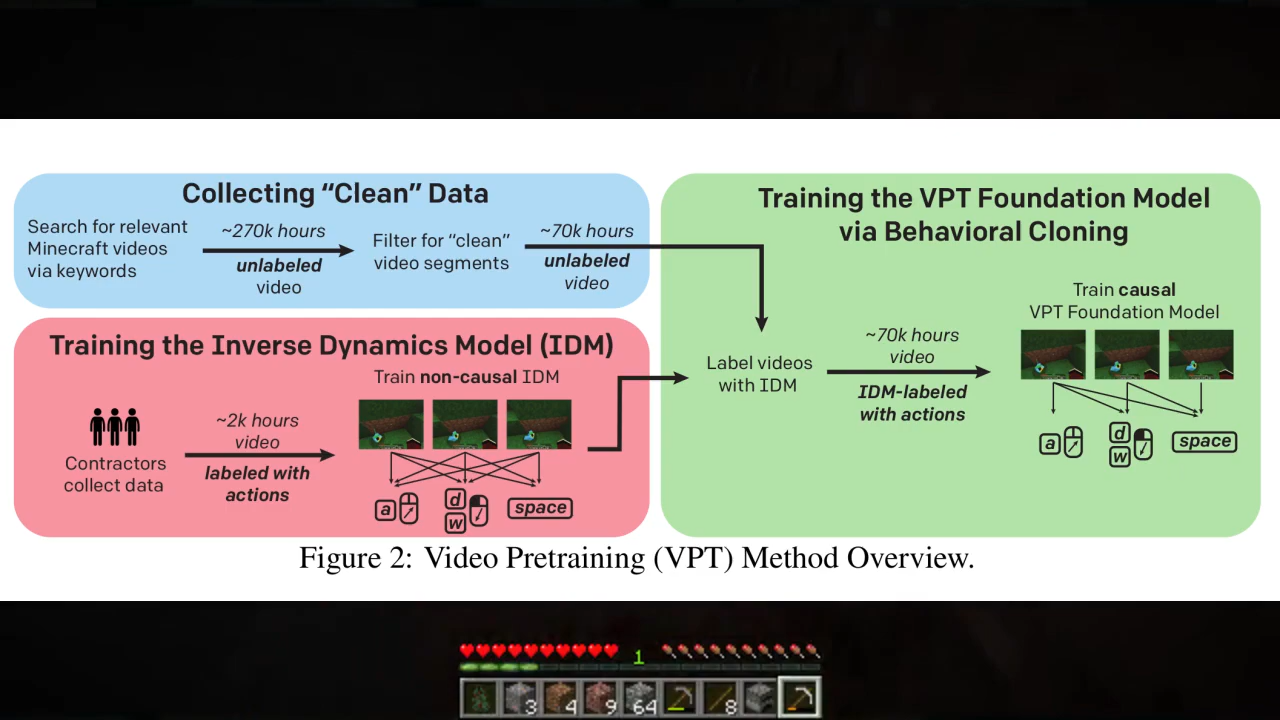 Collecting “Clean” Data
Search for relevant
Minecraft videos
via keywords
~270k hours
unlabeled
video
Filter for “clean”
video segments
~70k hours
unlabeled
video
Training the Inverse Dynamics Model (IDM)
Train non-causal IDM
Contractors
collect data
~2k hours
video
labeled with
actions
a
d
w
space
Training the VPT Foundation Model
via Behavioral Cloning
Label videos
with IDM
~70k hours
video
IDM-labeled
with actions
Train causal
VPT Foundation Model
a
d
w
space
Figure 2: Video Pretraining (VPT) Method Overview.
1
3 4 9 64 8